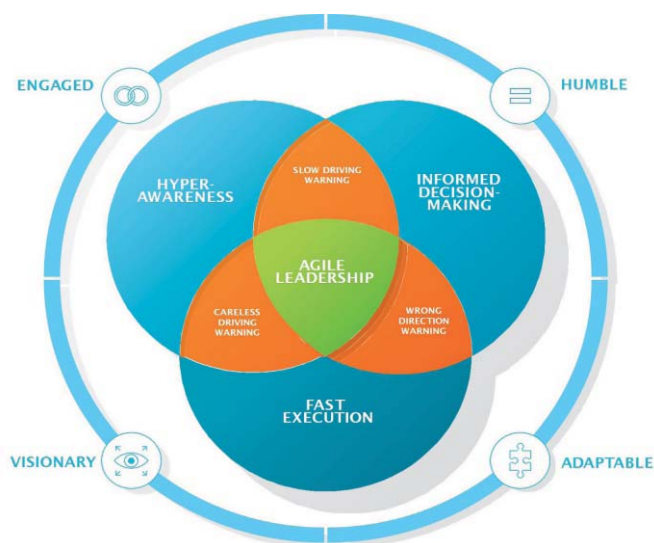 ENGAGED
HUMBLE
HYPER-
AWARENESS
SLOW DRIVING
WARNING
INFORMED
DECISION-
MAKING
AGILE
LEADERSHIP
CARELESS
DRIVING
WARNING
WRONG
DIRECTION
WARNING
FAST
EXECUTION
VISIONARY
ADAPTABLE